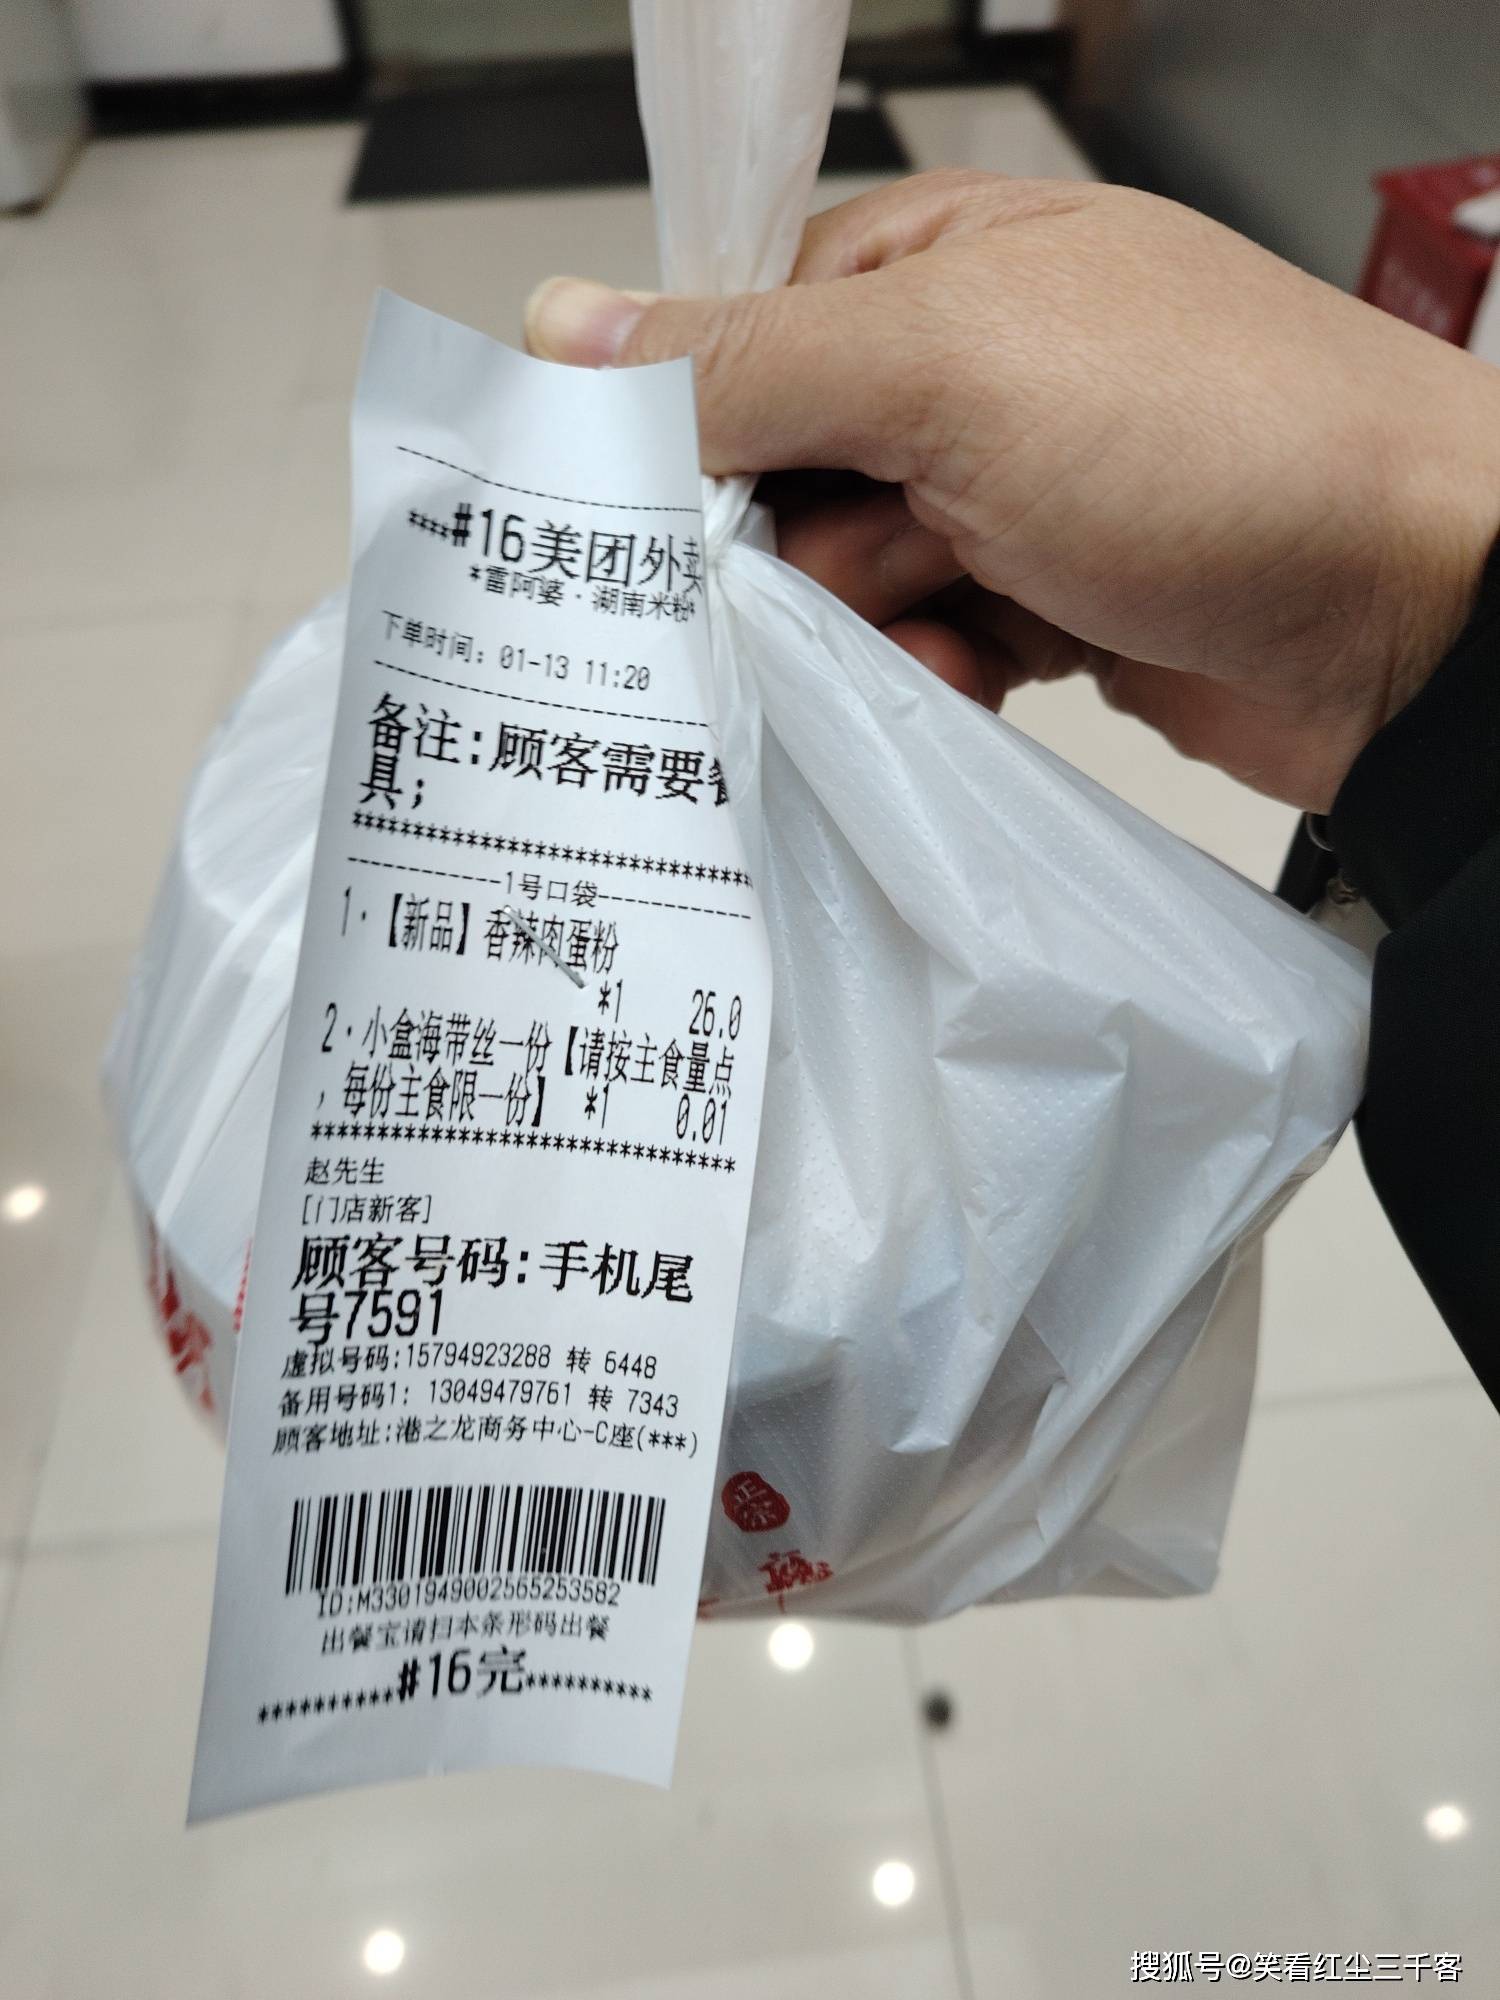 ****#16美团外卖
*雷阿婆·湖南米粉*
下单时间：01-13 11:20
备注:顾客需要餐
具;
********************************
------------1号口袋------------
1·【新品】香辣肉蛋粉
*1 26.0
2·小盒海带丝一份【请按主食量点
，每份主食限一份】 *1 0.01
********************************
赵先生
[门店新客]
顾客号码:手机尾
号7591
虚拟号码:15794923288 转 6448
备用号码1: 13049479761 转 7343
顾客地址:港之龙商务中心-C座(***)
ID:M3301949002565253582
出餐宝请扫本条形码出餐
**********#16完**********
正宗
搜狐号@笑看红尘三千客